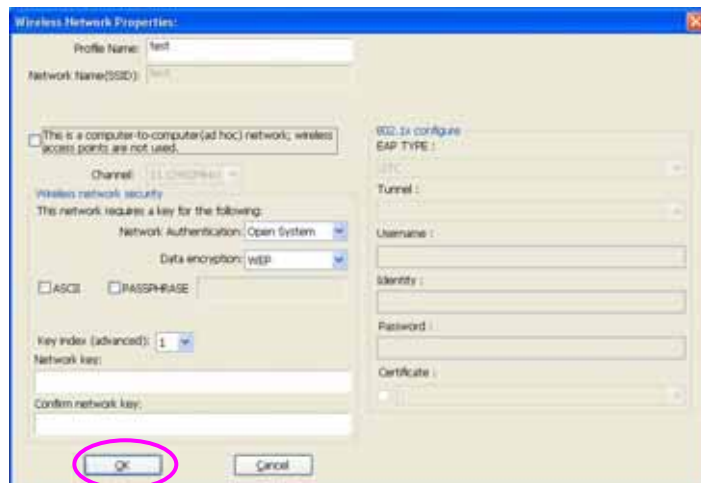 Wireless Network Properties:
Profile Name: test
Network Name(SSID): test
This is a computer-to-computer(ad hoc) network; wireless
access points are not used.
Channel:
Wireless network security
This network requires a key for the following:
Network Authentication: Open System
Data encryption: WEP
ASCII PASSPHRASE
Key index (advanced): 1
Network key:
Confirm network key:
OK Cancel
802.1x configure
EAP TYPE :
Tunnel :
Username :
Identity :
Password :
Certificate :